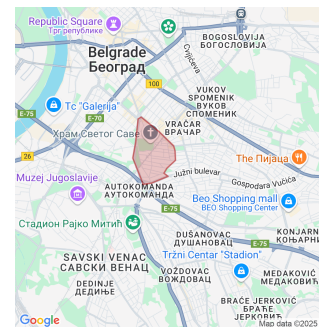 Republic Square
Трг републике
BOGOSLOVIJA
БОГОСЛОВИЈА
Belgrade
Београд
Cvijićeva
100
VUKOV
SPOMENIK
ВУКОВ
СПОМЕНИК
Tc "Galerija"
E-75
E-70
Храм Светог Саве
VRAČAR
ВРАЧАР
26
The Пијаца
Južni bulevar
Gospodara Vučića
Muzej Jugoslavije
AUTOKOMANDA
АУТОКОМАНДА
Beo Shopping mall
BEO Shopping Center
Стадион Рајко Митић
DUŠANOVAC
ДУШАНОВАЦ
KONJARN
КОЊАРНИ
E-75
SAVSKI VENAC
САВСКИ ВЕНАЦ
Tržni Centar "Stadion"
VOŽDOVAC
ВОЖДОВАЦ
MEDAKOVIĆ
МЕДАКОВИЋ
DEDINJE
ДЕДИЊЕ
BRAĆE JERKOVIĆ
БРАЋЕ
ЈЕРКОВИЋ
E-75
Google
Map data ©2025